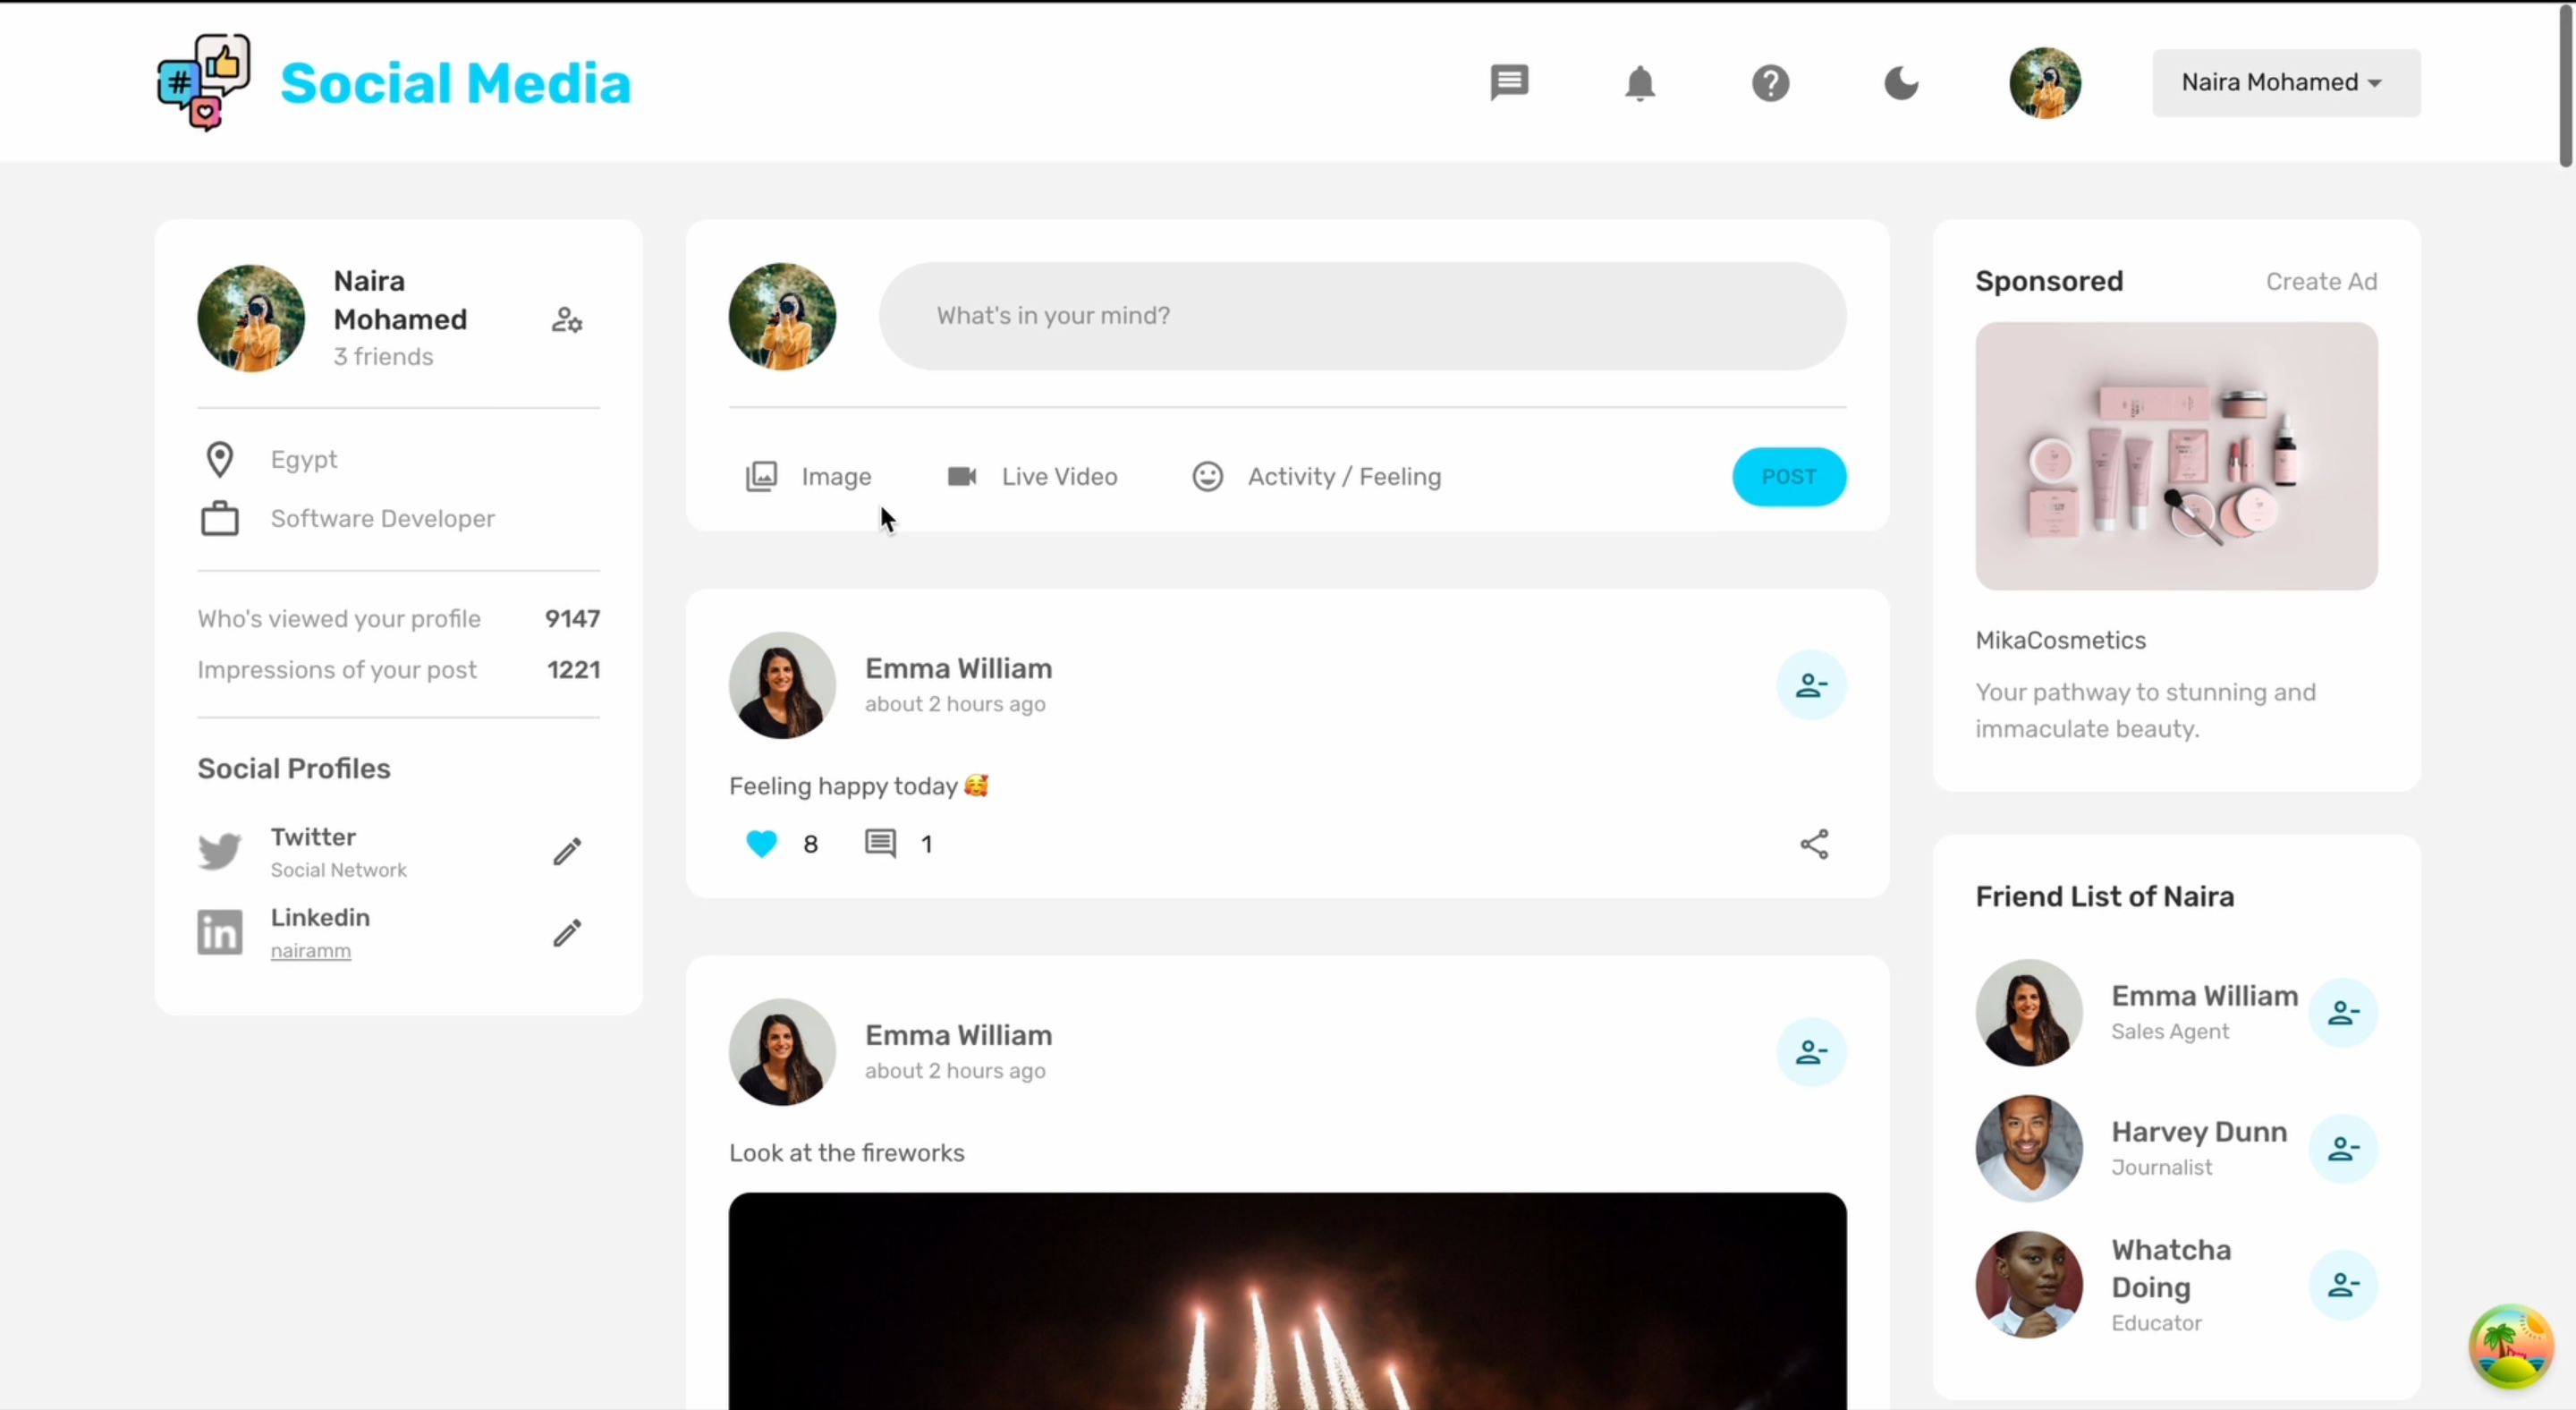 #
Social Media
Naira Mohamed
Naira
Mohamed
3 friends
Egypt
Software Developer
Who's viewed your profile 9147
Impressions of your post 1221
Social Profiles
Twitter
Social Network
in
Linkedin
nairamm
What's in your mind?
Image Live Video Activity / Feeling POST
Emma William
about 2 hours ago
Feeling happy today 🥰
8 1
Emma William
about 2 hours ago
Look at the fireworks
Sponsored Create Ad
MikaCosmetics
Your pathway to stunning and
immaculate beauty.
Friend List of Naira
Emma William
Sales Agent
Harvey Dunn
Journalist
Whatcha
Doing
Educator